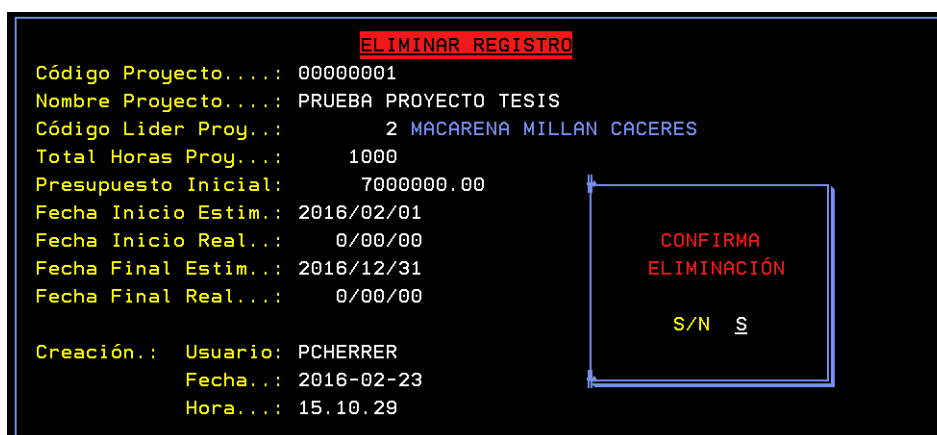 ELIMINAR REGISTRO
Código Proyecto....: 00000001
Nombre Proyecto....: PRUEBA PROYECTO TESIS
Código Lider Proy..: 2 MACARENA MILLAN CACERES
Total Horas Proy...: 1000
Presupuesto Inicial: 7000000.00
Fecha Inicio Estim.: 2016/02/01
Fecha Inicio Real..: 0/00/00
Fecha Final Estim..: 2016/12/31
Fecha Final Real...: 0/00/00
Creación.: Usuario: PCHERRER
Fecha..: 2016-02-23
Hora...: 15.10.29
CONFIRMA
ELIMINACIÓN
S/N S